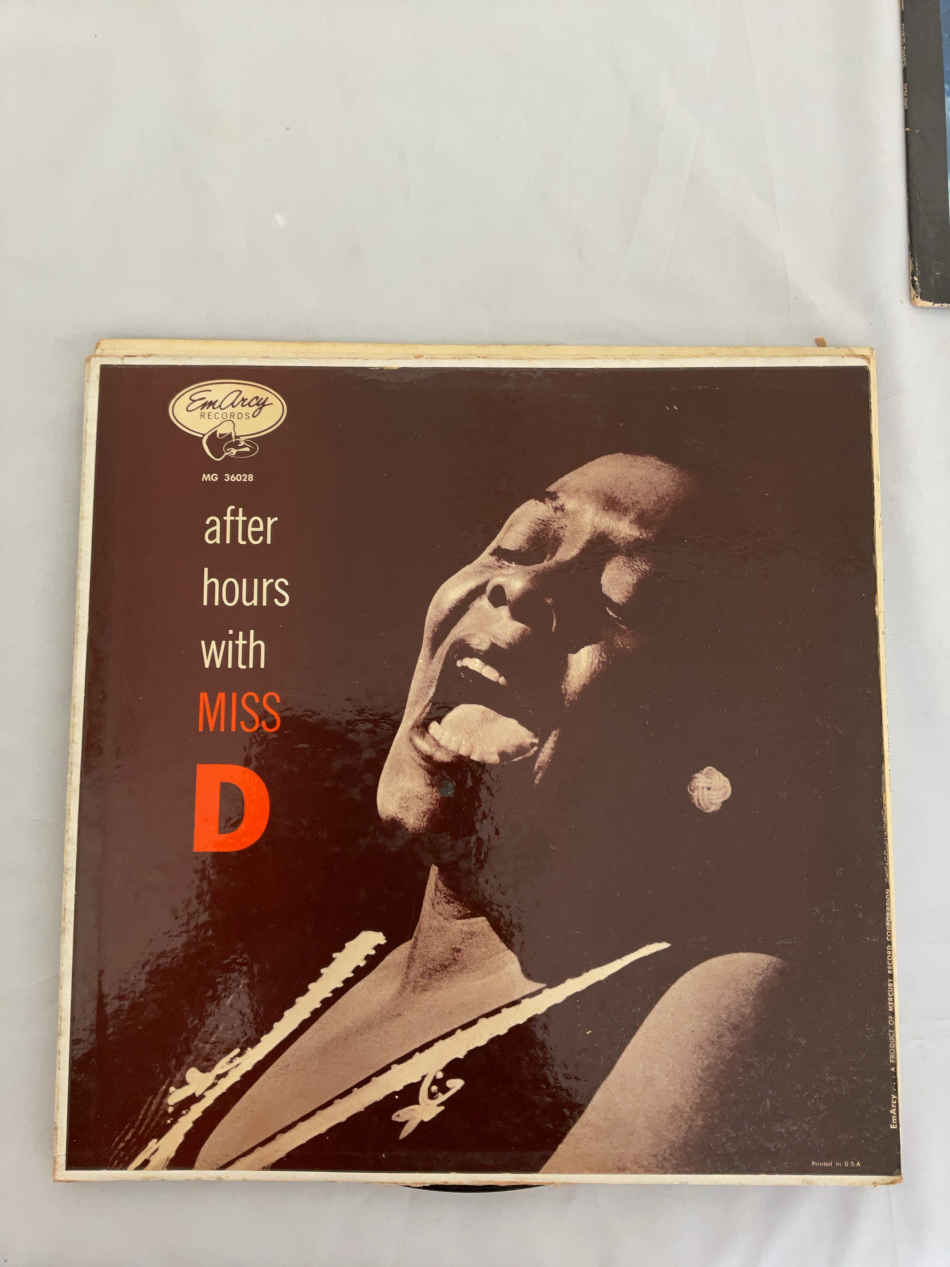 EmArcy
RECORDS
MG 36028
after
hours
with
MISS
D
EmArcy . . . A PRODUCT OF MERCURY RECORD CORPORATION
Printed in U.S.A.